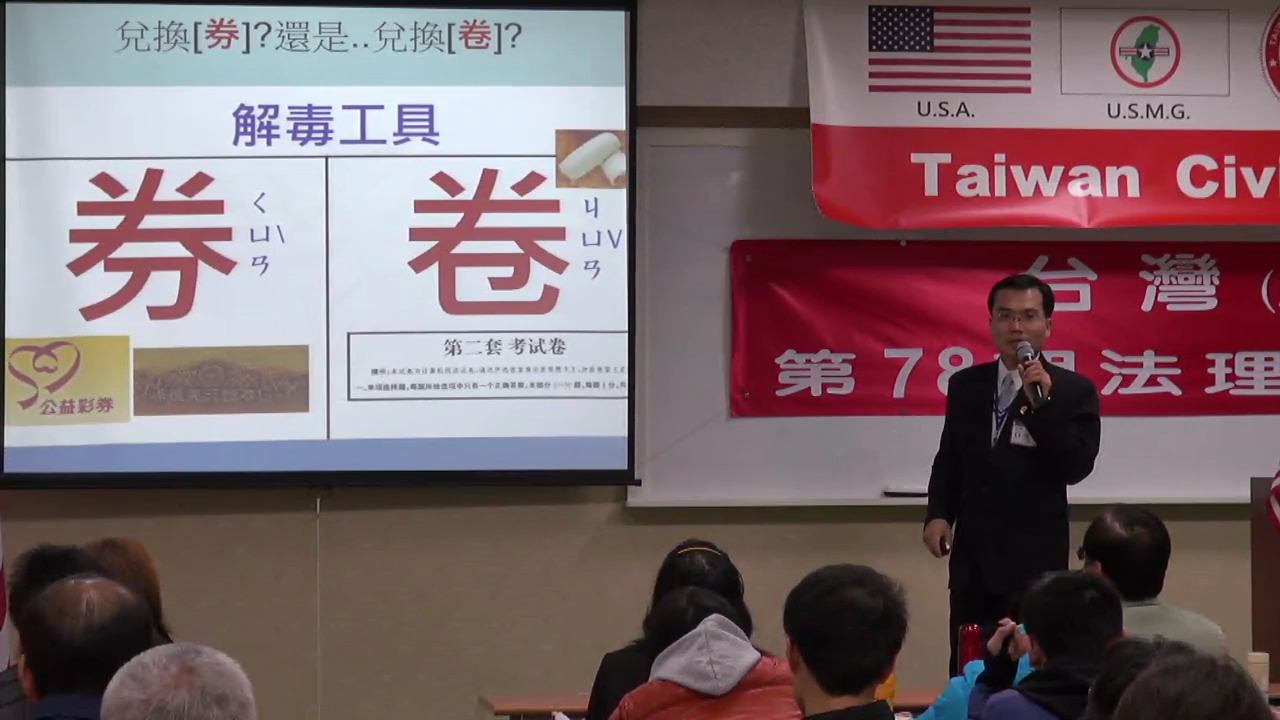 兌換[券]?還是..兌換[卷]?
解毒工具
券
ㄑㄩㄢˋ
卷
ㄐㄩㄢˇ
公益彩券
第二套 考试卷
U.S.A.
U.S.M.G.
Taiwan Civ
台灣(
第78
法理